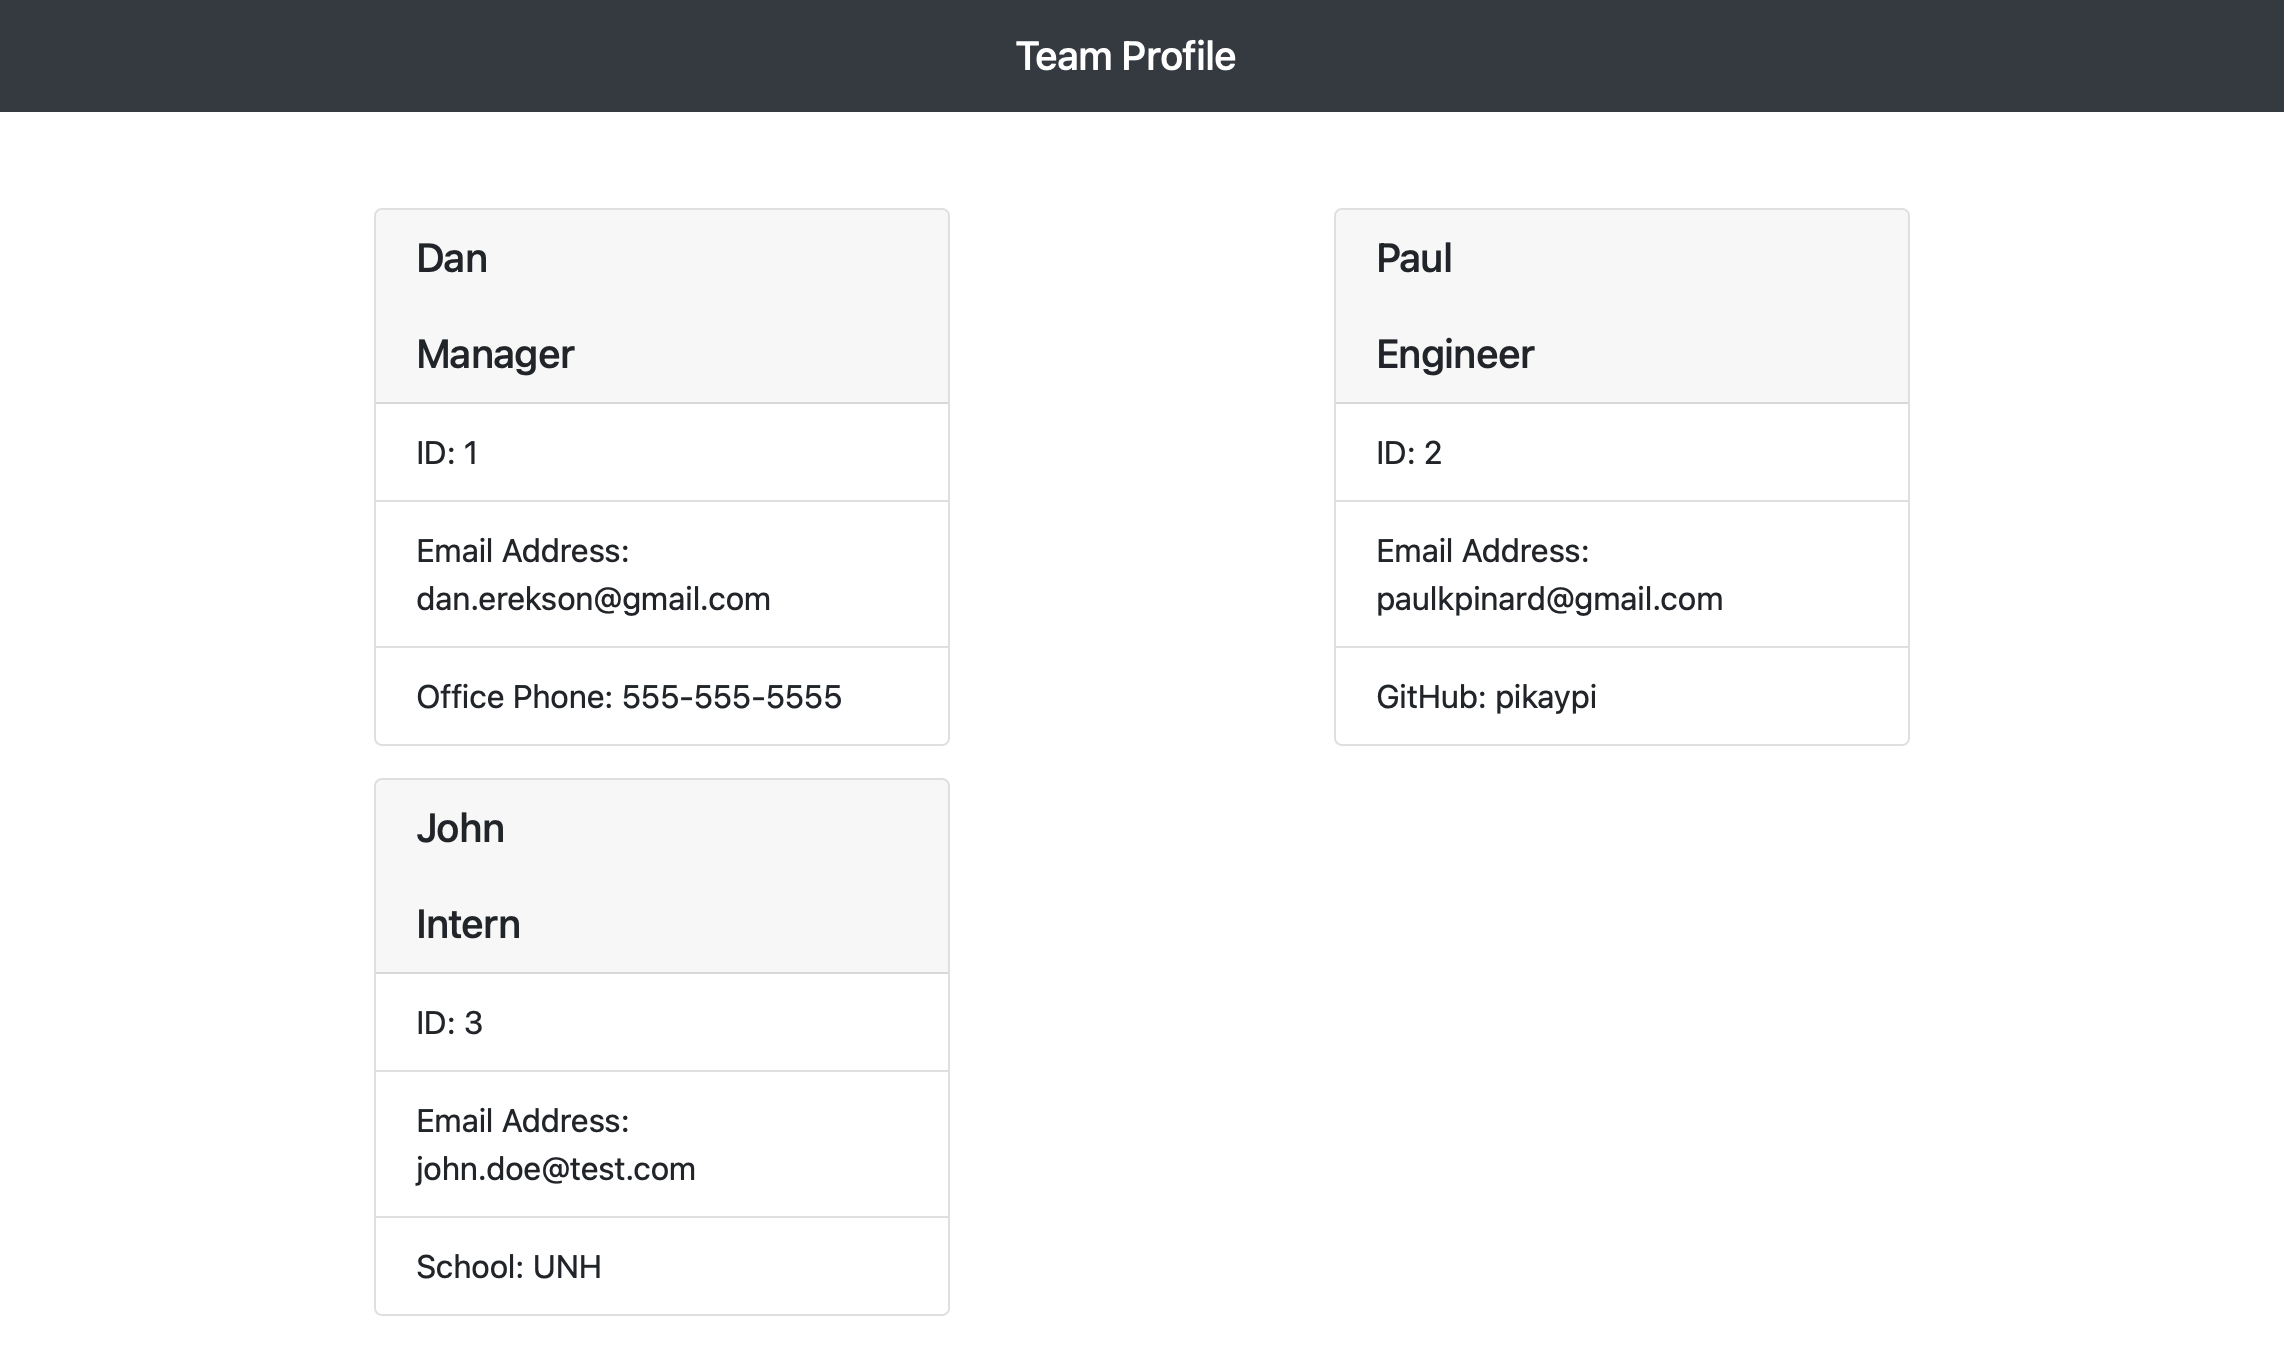 Team Profile
Dan
Manager
ID: 1
Email Address:
dan.erekson@gmail.com
Office Phone: 555-555-5555
Paul
Engineer
ID: 2
Email Address:
paulkpinard@gmail.com
GitHub: pikaypi
John
Intern
ID: 3
Email Address:
john.doe@test.com
School: UNH